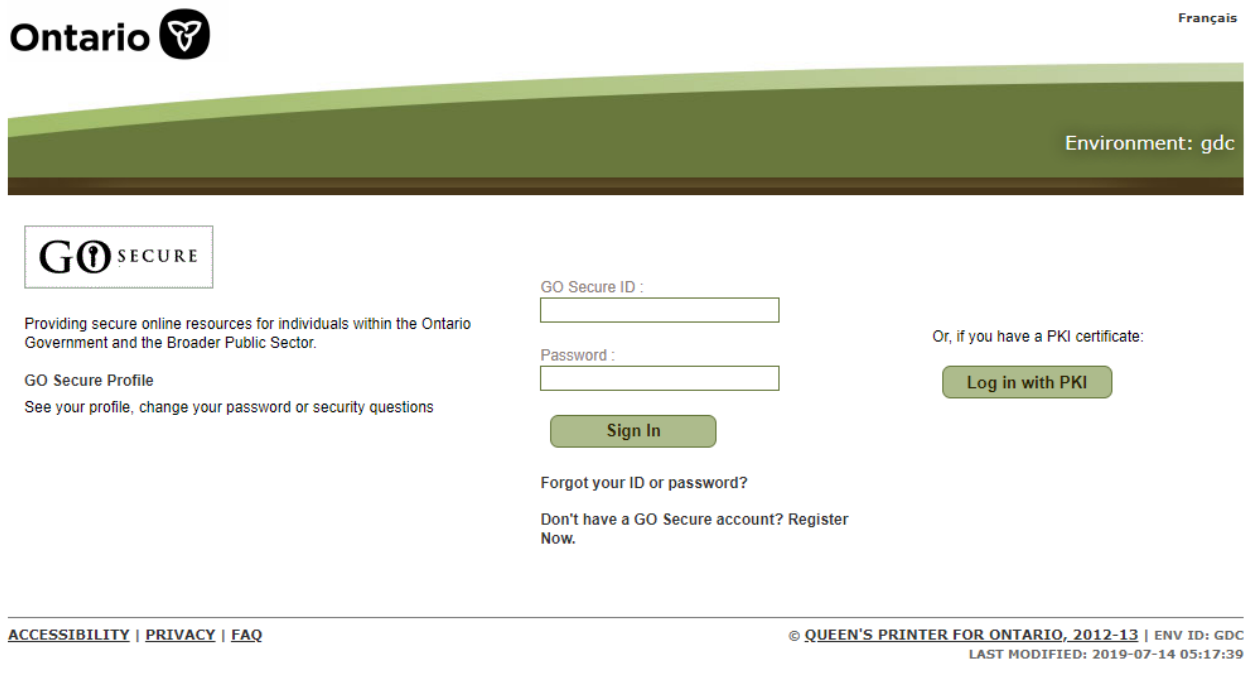 Ontario
Français
Environment: gdc
GO SECURE
Providing secure online resources for individuals within the Ontario
Government and the Broader Public Sector.
GO Secure Profile
See your profile, change your password or security questions
GO Secure ID :
Password :
Sign In
Forgot your ID or password?
Don't have a GO Secure account? Register
Now.
Or, if you have a PKI certificate:
Log in with PKI
ACCESSIBILITY | PRIVACY | FAQ
© QUEEN'S PRINTER FOR ONTARIO, 2012-13 | ENV ID: GDC
LAST MODIFIED: 2019-07-14 05:17:39